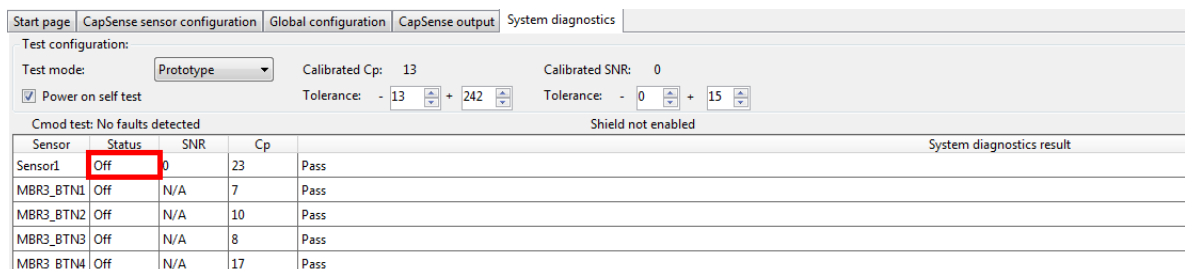 Start page CapSense sensor configuration Global configuration CapSense output System diagnostics
Test configuration:
Test mode: Prototype Calibrated Cp: 13 Calibrated SNR: 0
Power on self test Tolerance: - 13 + 242 Tolerance: - 0 + 15
Cmod test: No faults detected Shield not enabled
Sensor Status SNR Cp System diagnostics result
Sensor1 Off 0 23 Pass
MBR3_BTN1 Off N/A 7 Pass
MBR3_BTN2 Off N/A 10 Pass
MBR3_BTN3 Off N/A 8 Pass
MBR3_BTN4 Off N/A 17 Pass